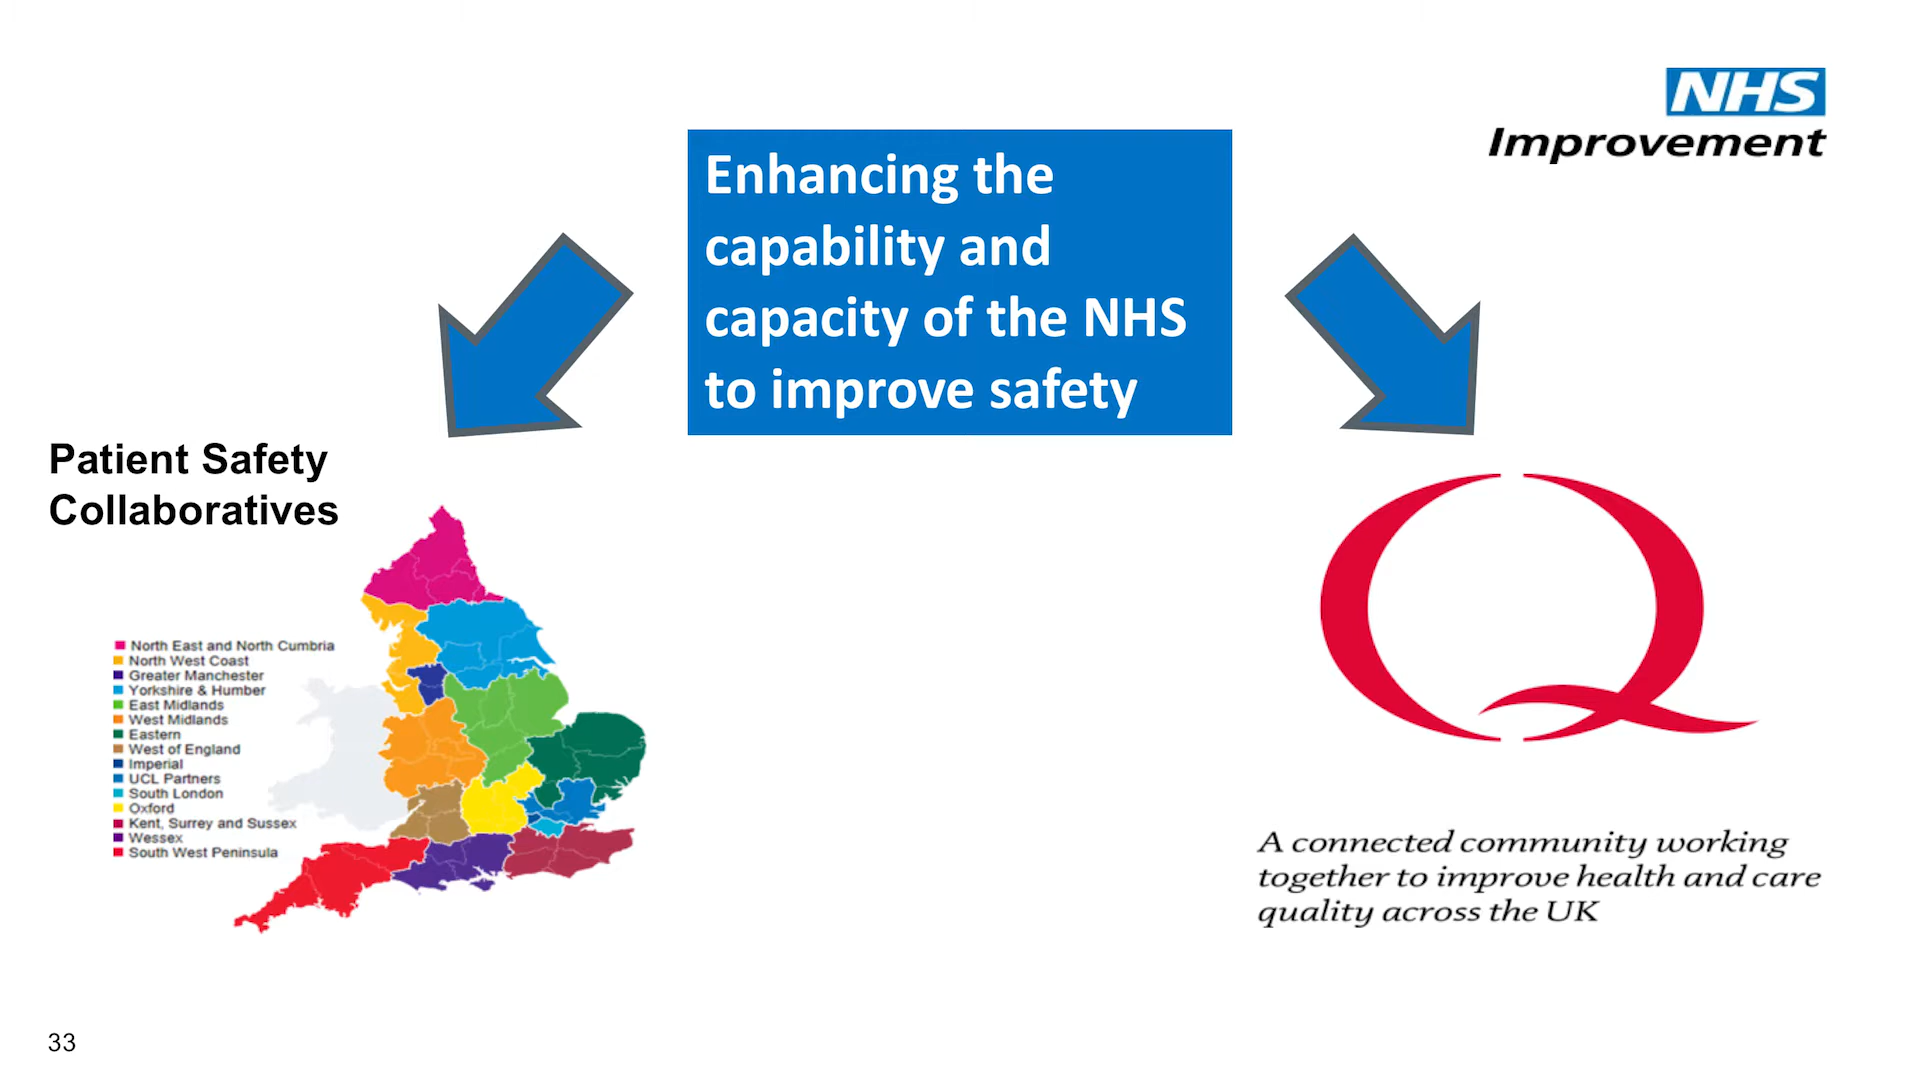 NHS
Improvement
Enhancing the
capability and
capacity of the NHS
to improve safety
Patient Safety
Collaboratives
North East and North Cumbria
North West Coast
Greater Manchester
Yorkshire & Humber
East Midlands
West Midlands
Eastern
West of England
Imperial
UCL Partners
South London
Oxford
Kent, Surrey and Sussex
Wessex
South West Peninsula
Q
A connected community working
together to improve health and care
quality across the UK
33